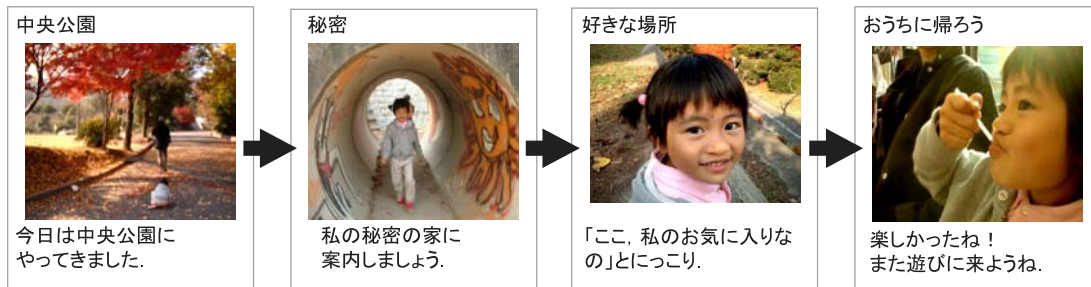 中央公園
今日は中央公園に
やってきました.
秘密
私の秘密の家に
案内しましょう.
好きな場所
「ここ, 私のお気に入りな
の」とにっこり.
おうちに帰ろう
楽しかったね！
また遊びに来ようね.